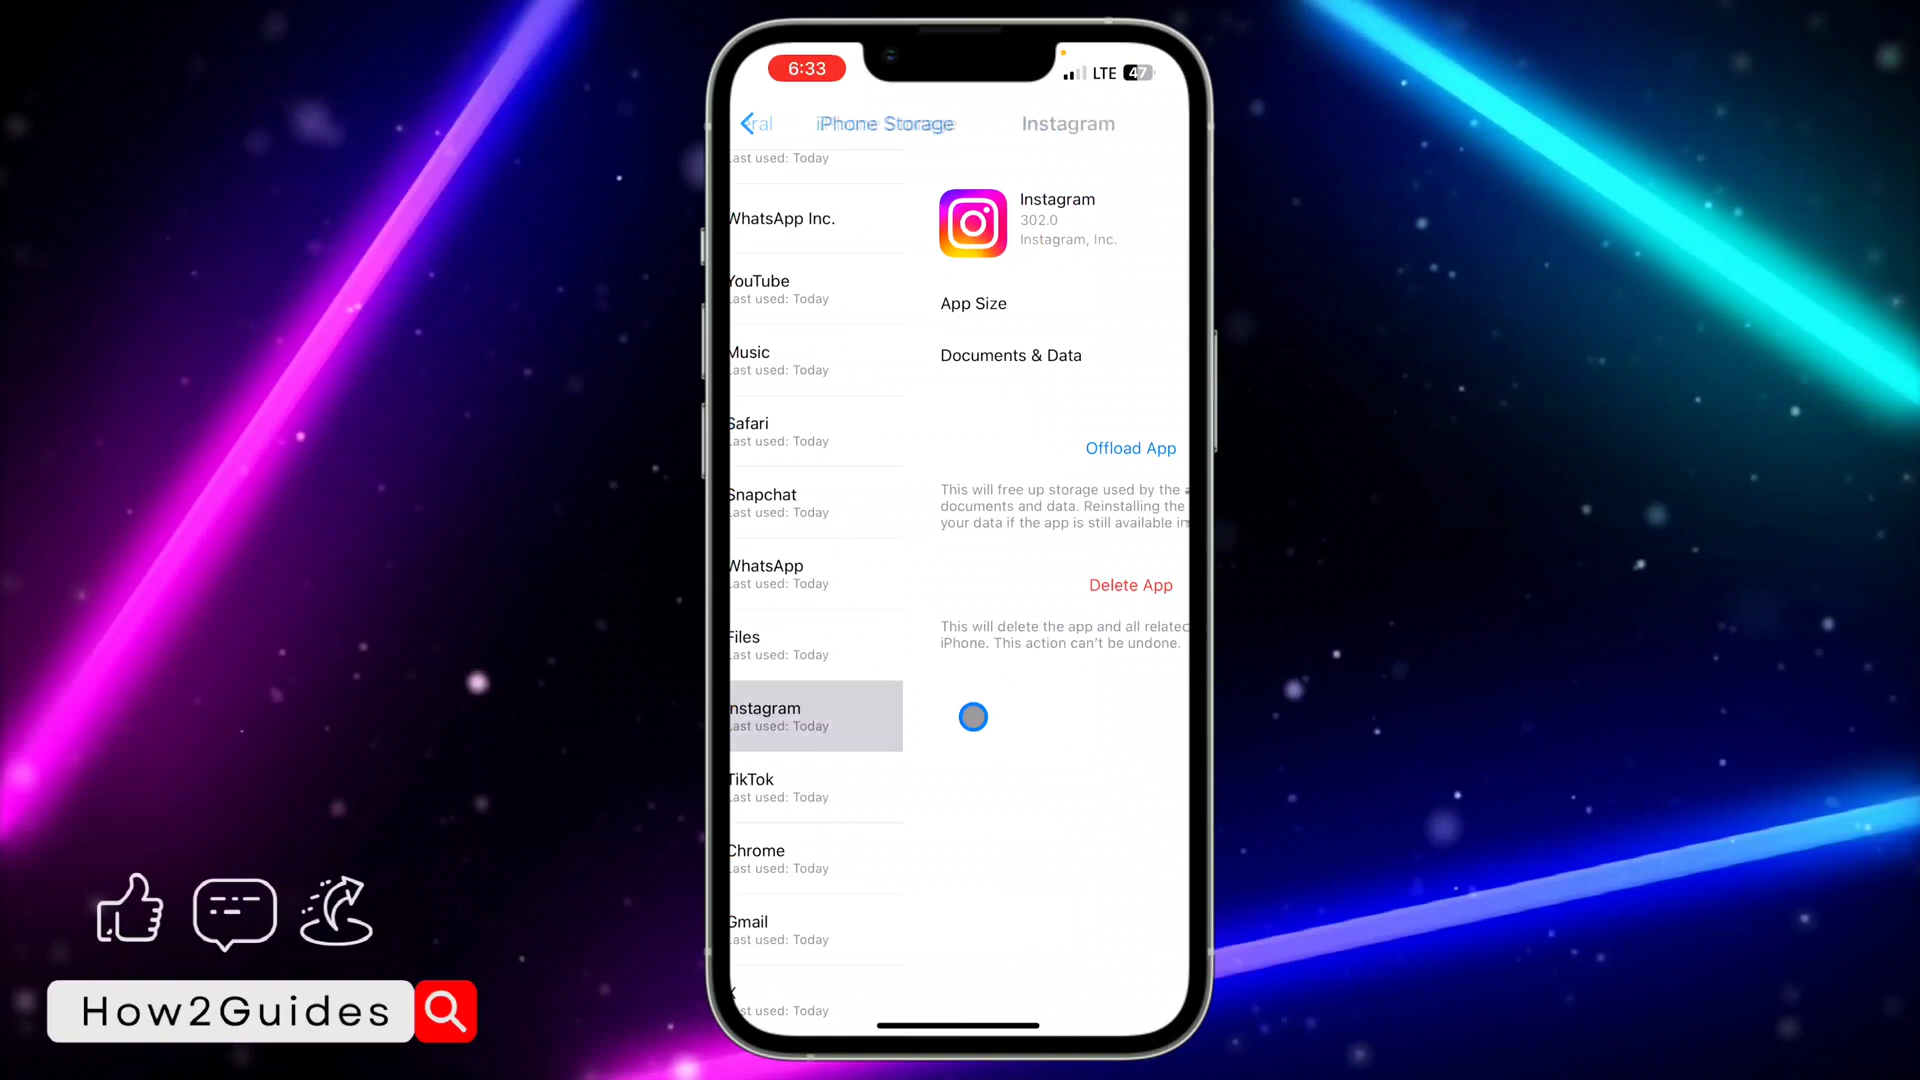 6:33
LTE 47
eral
iPhone Storage
Instagram
ast used: Today
WhatsApp Inc.
YouTube
ast used: Today
Music
ast used: Today
Safari
ast used: Today
Snapchat
ast used: Today
WhatsApp
ast used: Today
Files
ast used: Today
nstagram
ast used: Today
TikTok
ast used: Today
Chrome
ast used: Today
Gmail
ast used: Today
X
st used: Today
Instagram
302.0
Instagram, Inc.
App Size
Documents & Data
Offload App
This will free up storage used by the
documents and data. Reinstalling the
your data if the app is still available in
Delete App
This will delete the app and all related
iPhone. This action can't be undone.
How2Guides